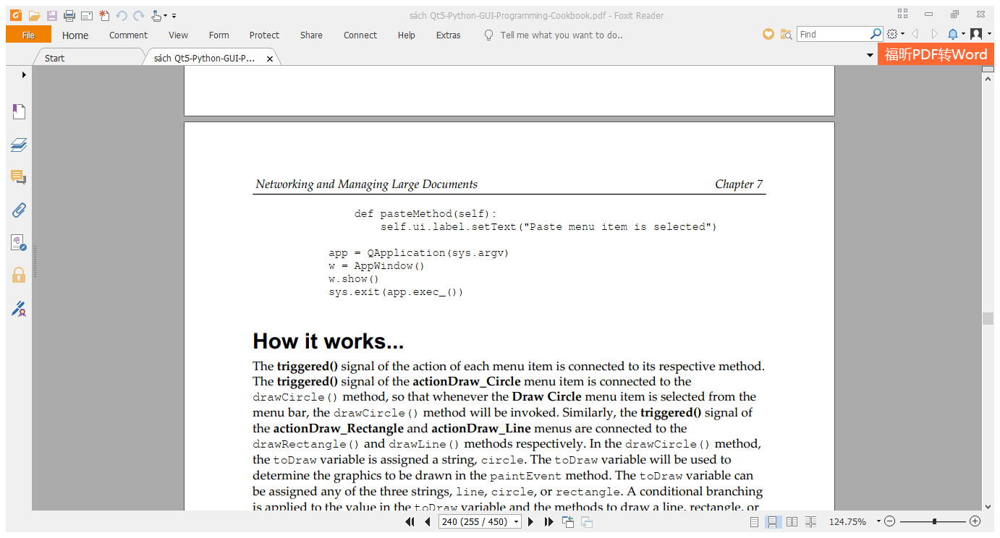 sách Qt5-Python-GUI-Programming-Cookbook.pdf - Foxit Reader
File Home Comment View Form Protect Share Connect Help Extras Tell me what you want to do.. Find
Start sách Qt5-Python-GUI-P... 福昕PDF转Word
Networking and Managing Large Documents Chapter 7
def pasteMethod(self):
self.ui.label.setText("Paste menu item is selected")
app = QApplication(sys.argv)
w = AppWindow()
w.show()
sys.exit(app.exec_())
How it works...
The triggered() signal of the action of each menu item is connected to its respective method.
The triggered() signal of the actionDraw_Circle menu item is connected to the
drawCircle() method, so that whenever the Draw Circle menu item is selected from the
menu bar, the drawCircle() method will be invoked. Similarly, the triggered() signal of
the actionDraw_Rectangle and actionDraw_Line menus are connected to the
drawRectangle() and drawLine() methods respectively. In the drawCircle() method,
the toDraw variable is assigned a string, circle. The toDraw variable will be used to
determine the graphics to be drawn in the paintEvent method. The toDraw variable can
be assigned any of the three strings, line, circle, or rectangle. A conditional branching
is applied to the value in the toDraw variable and the methods to draw a line, rectangle, or
240 (255 / 450) 124.75%